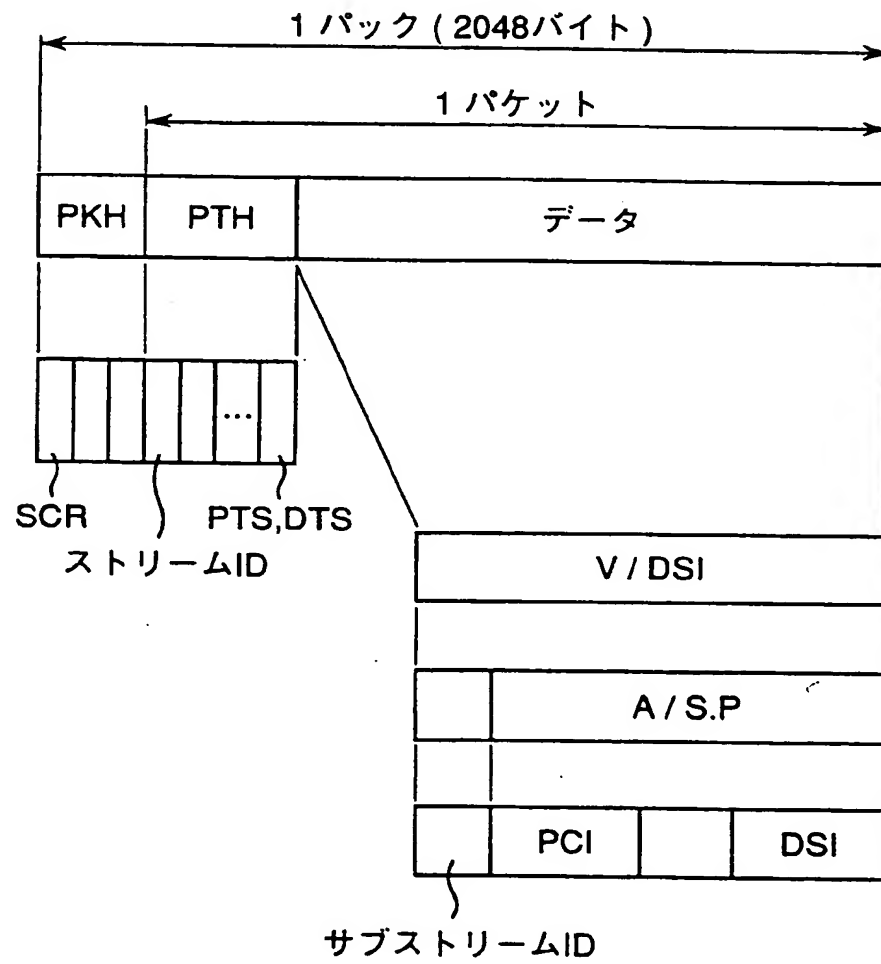 1 パック ( 2048バイト )
1 パケット
PKH PTH データ
...
SCR PTS,DTS
ストリームID
V / DSI
A / S.P
PCI DSI
サブストリームID